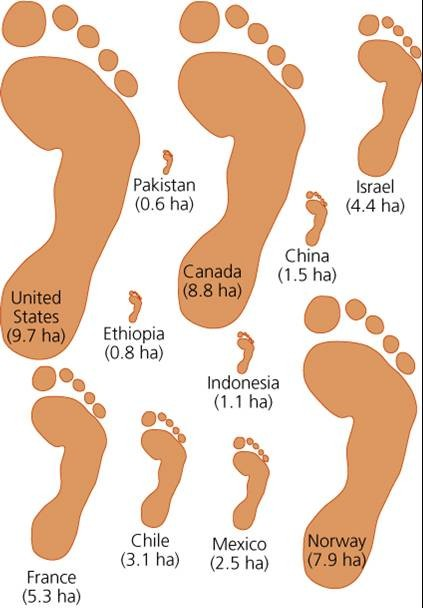 Pakistan
(0.6 ha)
Israel
(4.4 ha)
China
(1.5 ha)
Canada
(8.8 ha)
United
States
(9.7 ha)
Ethiopia
(0.8 ha)
Indonesia
(1.1 ha)
Chile
(3.1 ha)
Mexico
(2.5 ha)
Norway
(7.9 ha)
France
(5.3 ha)